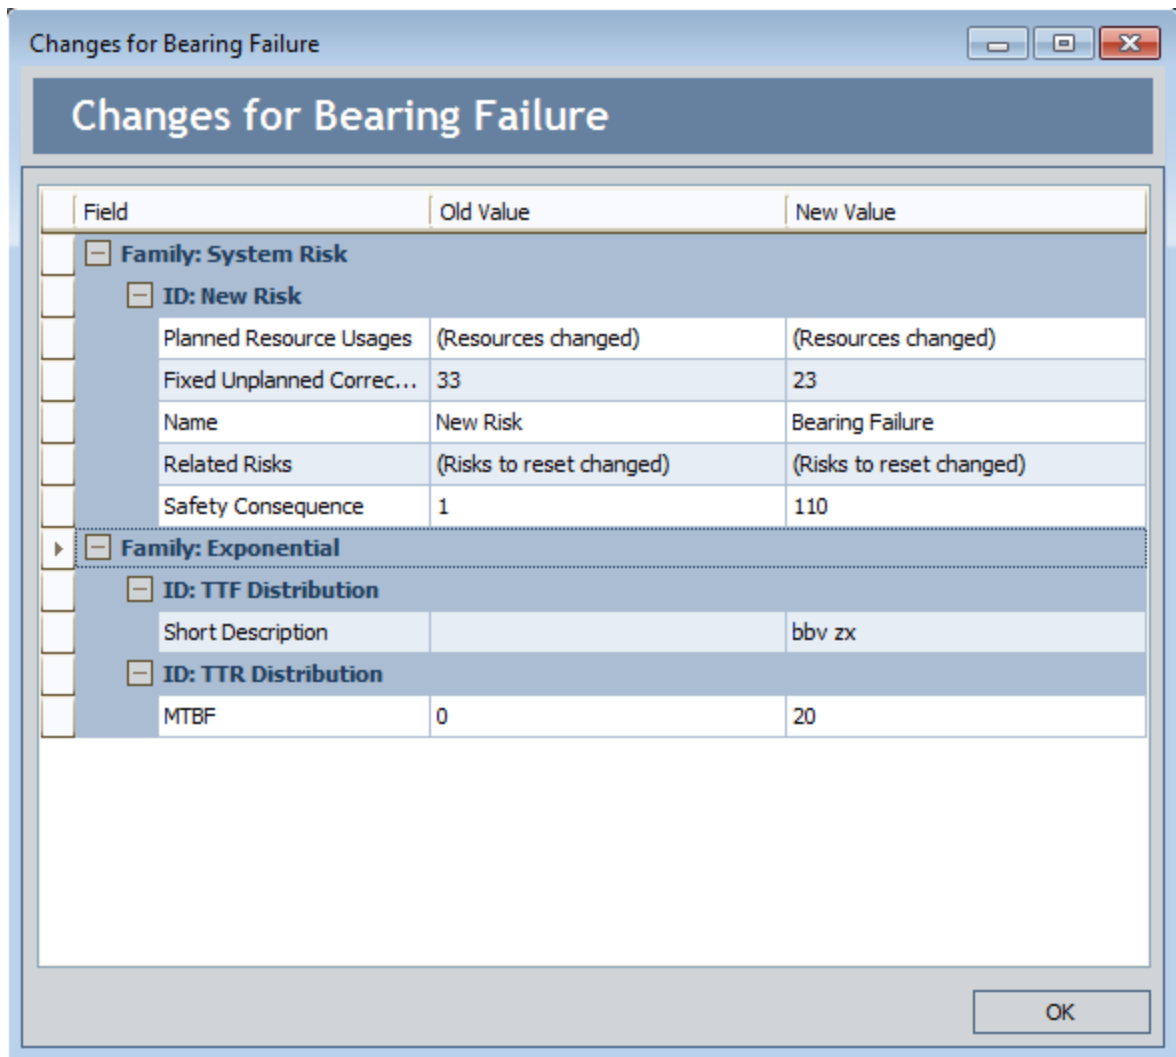 Changes for Bearing Failure
Changes for Bearing Failure
Field Old Value New Value
Family: System Risk
ID: New Risk
Planned Resource Usages (Resources changed) (Resources changed)
Fixed Unplanned Correc... 33 23
Name New Risk Bearing Failure
Related Risks (Risks to reset changed) (Risks to reset changed)
Safety Consequence 1 110
Family: Exponential
ID: TTF Distribution
Short Description bbv zx
ID: TTR Distribution
MTBF 0 20
OK